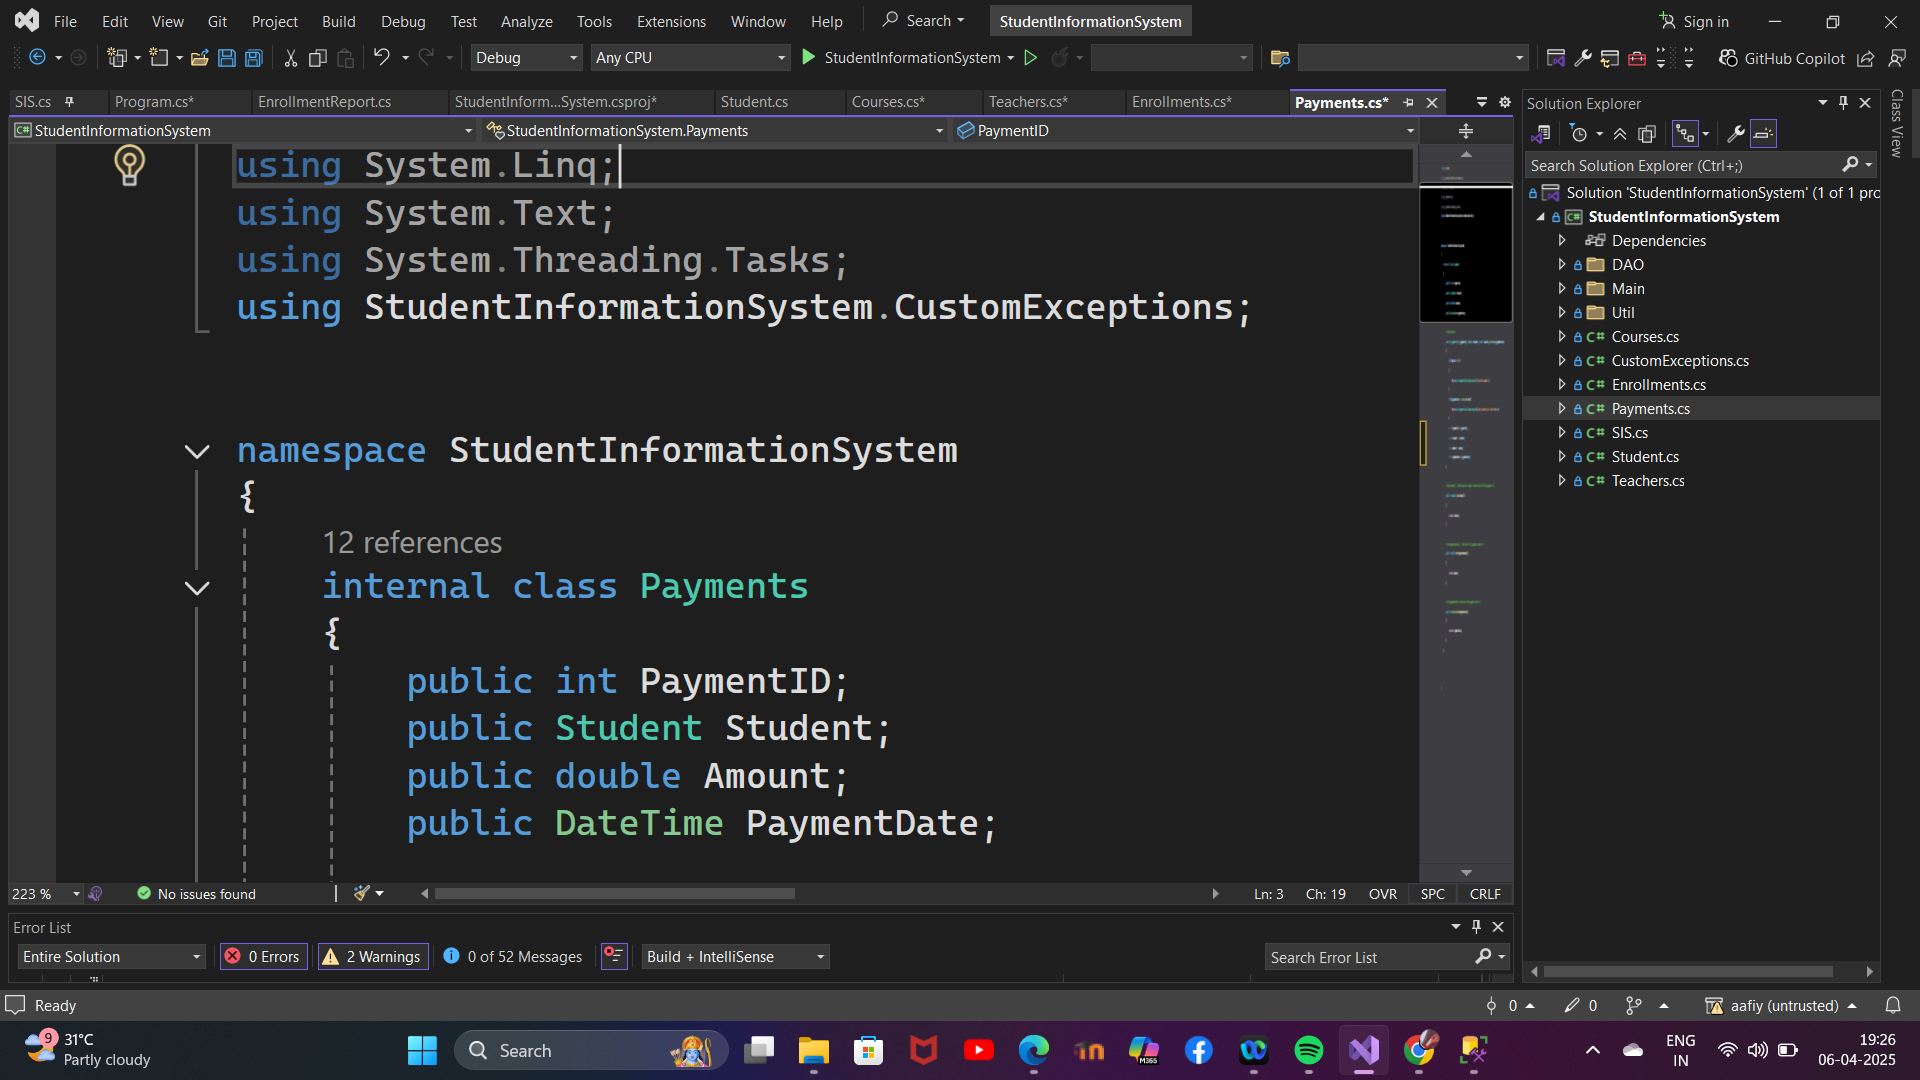 File Edit View Git Project Build Debug Test Analyze Tools Extensions Window Help Search StudentInformationSystem Sign in
Debug Any CPU StudentInformationSystem GitHub Copilot
SIS.cs Program.cs* EnrollmentReport.cs StudentInform...System.csproj* Student.cs Courses.cs* Teachers.cs* Enrollments.cs* Payments.cs*
StudentInformationSystem StudentInformationSystem.Payments PaymentID
using System.Linq;
using System.Text;
using System.Threading.Tasks;
using StudentInformationSystem.CustomExceptions;
namespace StudentInformationSystem
{
12 references
internal class Payments
{
public int PaymentID;
public Student Student;
public double Amount;
public DateTime PaymentDate;
223 % No issues found Ln: 3 Ch: 19 OVR SPC CRLF
Solution Explorer
Search Solution Explorer (Ctrl+;)
Solution 'StudentInformationSystem' (1 of 1 pro
StudentInformationSystem
Dependencies
DAO
Main
Util
C# Courses.cs
C# CustomExceptions.cs
C# Enrollments.cs
C# Payments.cs
C# SIS.cs
C# Student.cs
C# Teachers.cs
Class View
Error List
Entire Solution 0 Errors 2 Warnings 0 of 52 Messages Build + IntelliSense Search Error List
Ready 0 0 aafiy (untrusted)
9 31°C
Partly cloudy
Search
M365
ENG
IN
19:26
06-04-2025